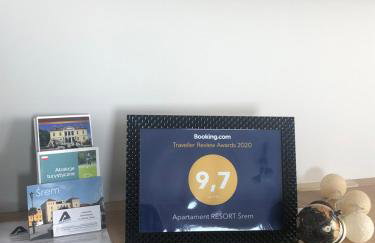 Booking.com
Traveller Review Awards 2020
9,7
Apartament RESORT Śrem
Atrakcje
turystyczne
Śrem